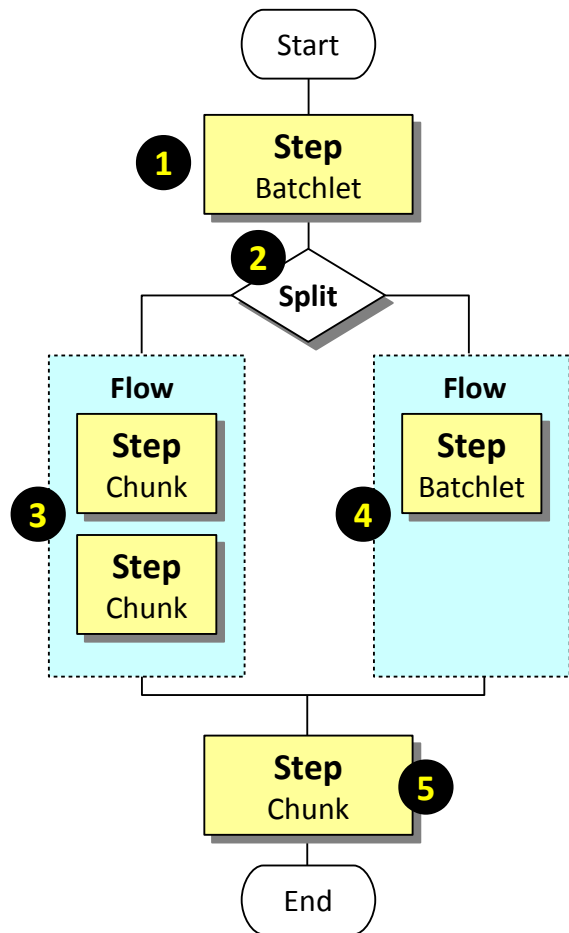 Start
1
Step
Batchlet
2
Split
Flow
Step
Chunk
3
Step
Chunk
Flow
Step
Batchlet
4
Step
Chunk
5
End